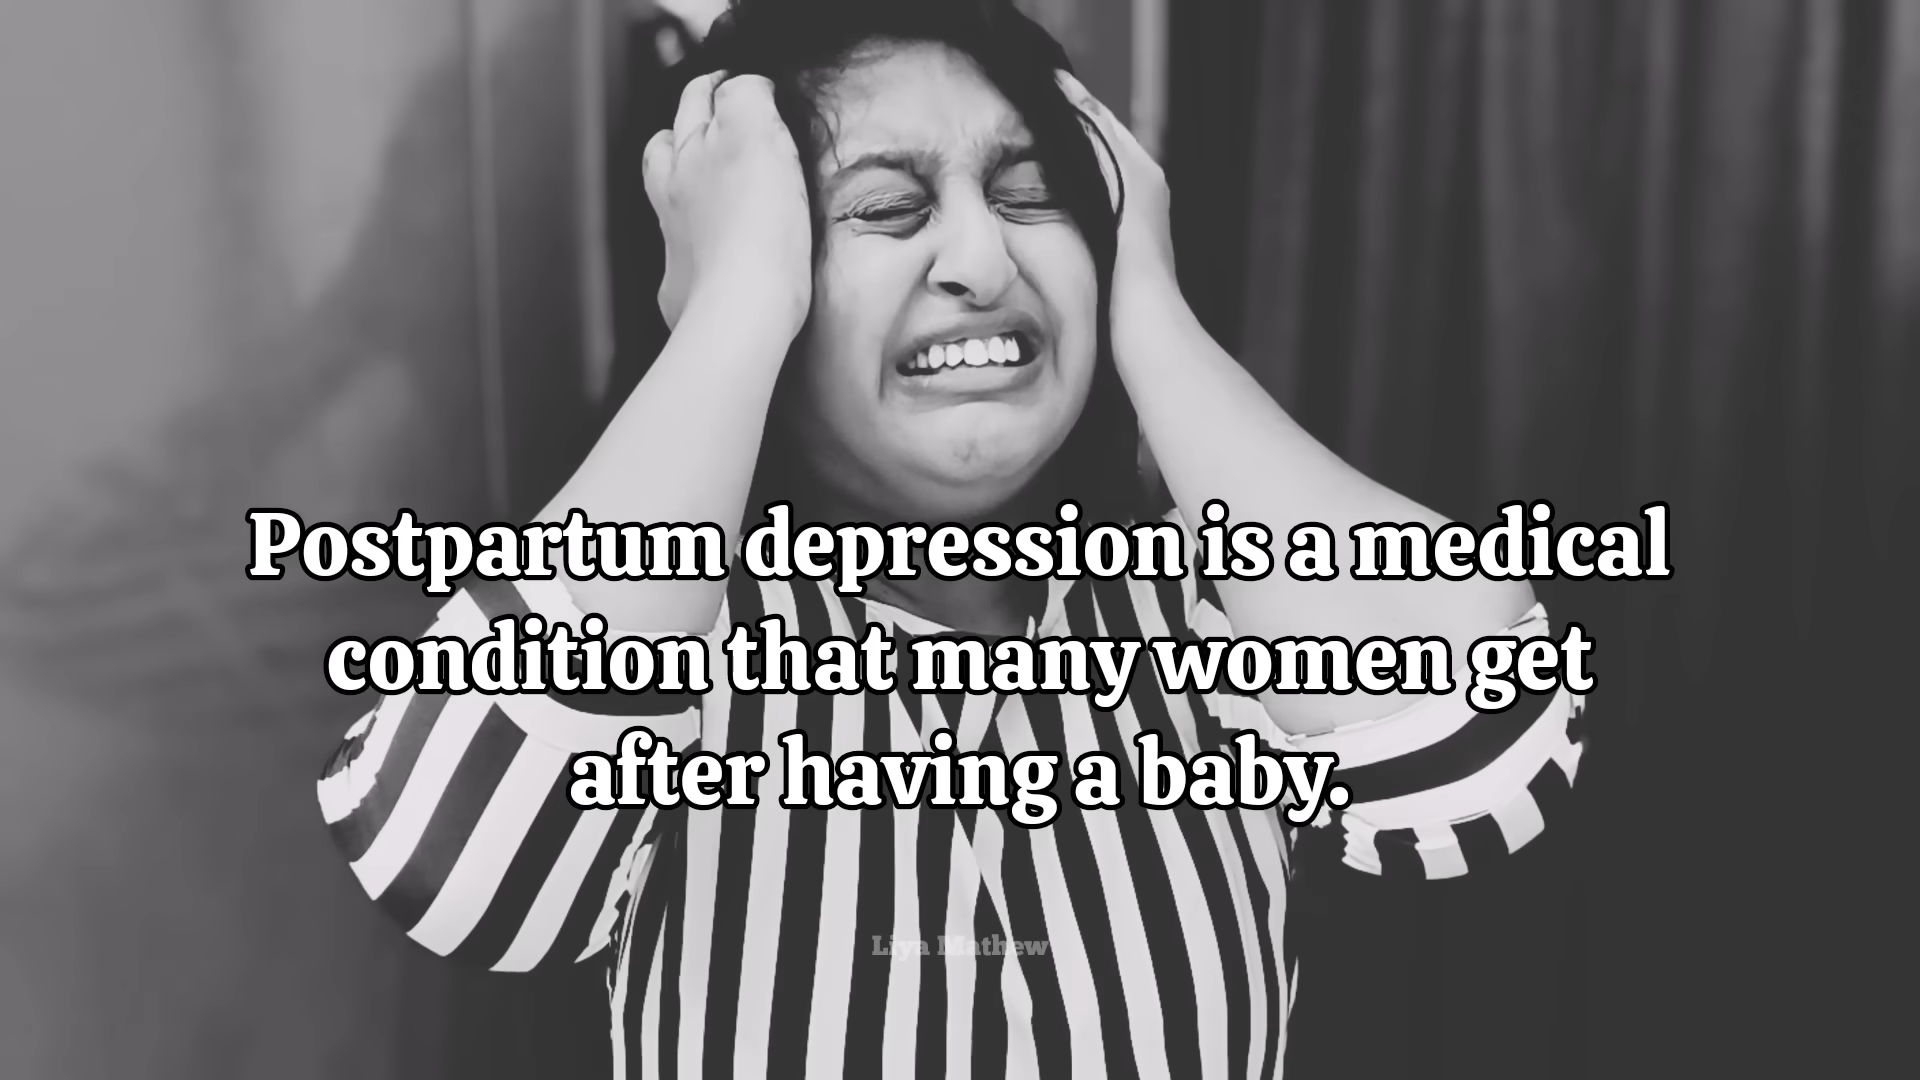 Postpartum depression is a medical
condition that many women get
after having a baby.
Liya Mathew